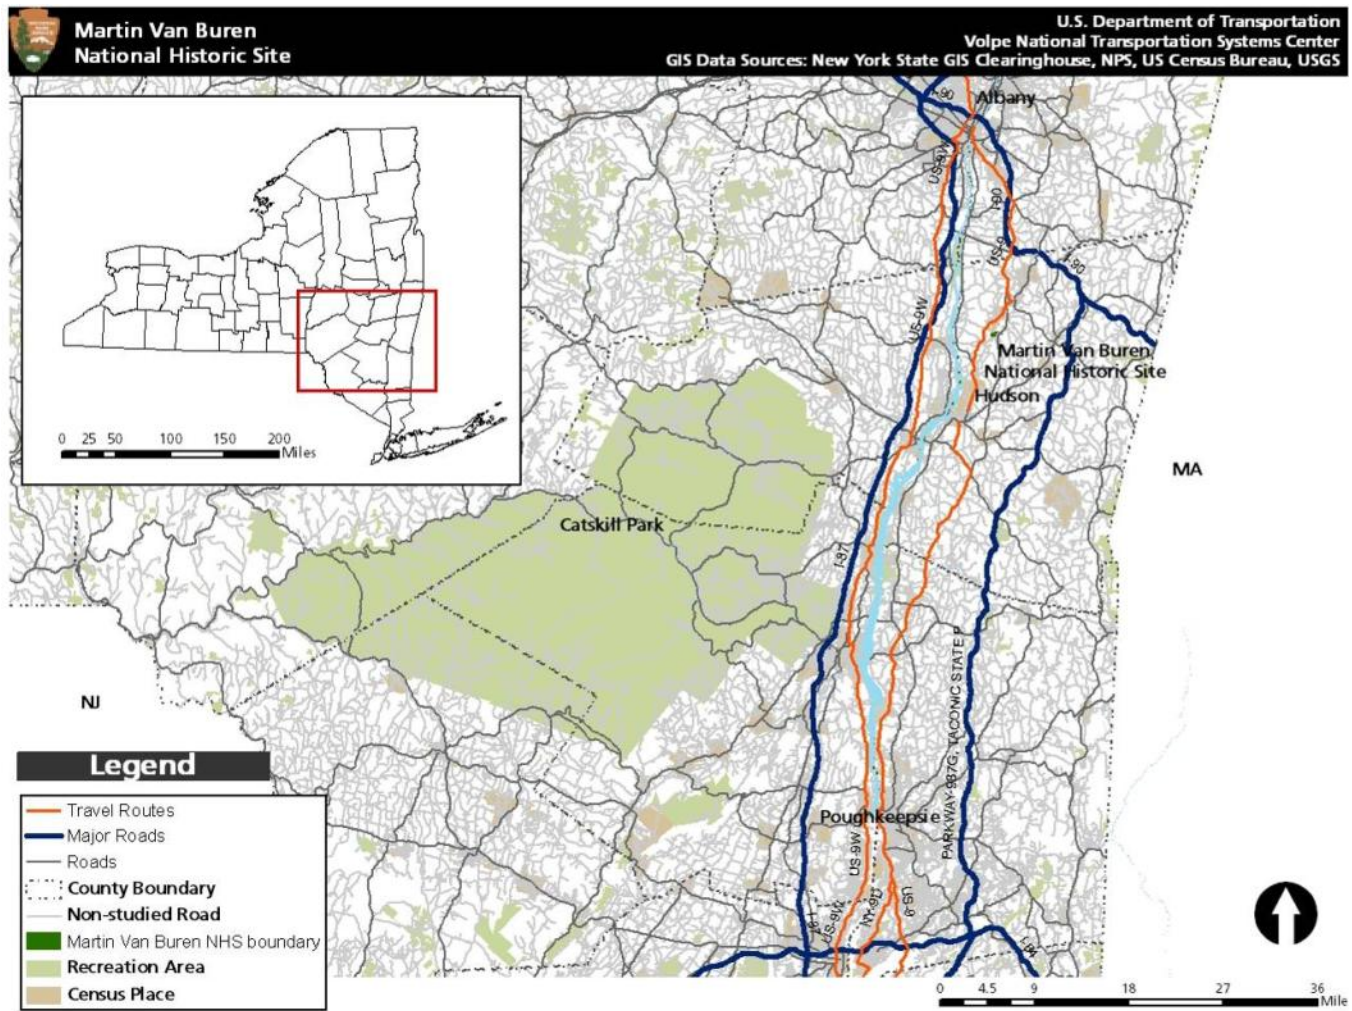 Martin Van Buren
National Historic Site
U.S. Department of Transportation
Volpe National Transportation Systems Center
GIS Data Sources: New York State GIS Clearinghouse, NPS, US Census Bureau, USGS
I-90
Albany
US-9W
I-90
US-9
I-90
US-9W
Martin Van Buren
National Historic Site
Hudson
0 25 50 100 150 200
Miles
MA
Catskill Park
I-87
NJ
PARKWAY-987G, TACONIC STATE P
Poughkeepsie
US-9W
NY-9D
US-9
US-9W
I-87
I-84
Legend
Travel Routes
Major Roads
Roads
County Boundary
Non-studied Road
Martin Van Buren NHS boundary
Recreation Area
Census Place
0 4.5 9 18 27 36
Mile